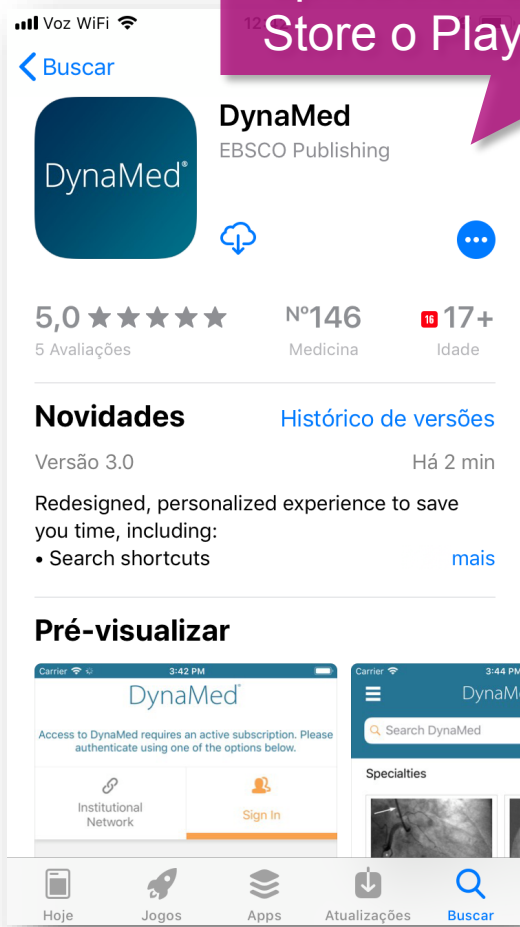 Voz WiFi
Store o Play
Buscar
DynaMed
DynaMed®
EBSCO Publishing
5,0 ★★★★★
5 Avaliações
Nº146
Medicina
16 17+
Idade
Novidades
Histórico de versões
Versão 3.0
Há 2 min
Redesigned, personalized experience to save
you time, including:
• Search shortcuts
mais
Pré-visualizar
Carrier 3:42 PM
DynaMed
Access to DynaMed requires an active subscription. Please
authenticate using one of the options below.
Institutional
Network
Sign In
Carrier 3:44 PM
DynaMe
Search DynaMed
Specialties
Hoje
Jogos
Apps
Atualizações
Buscar